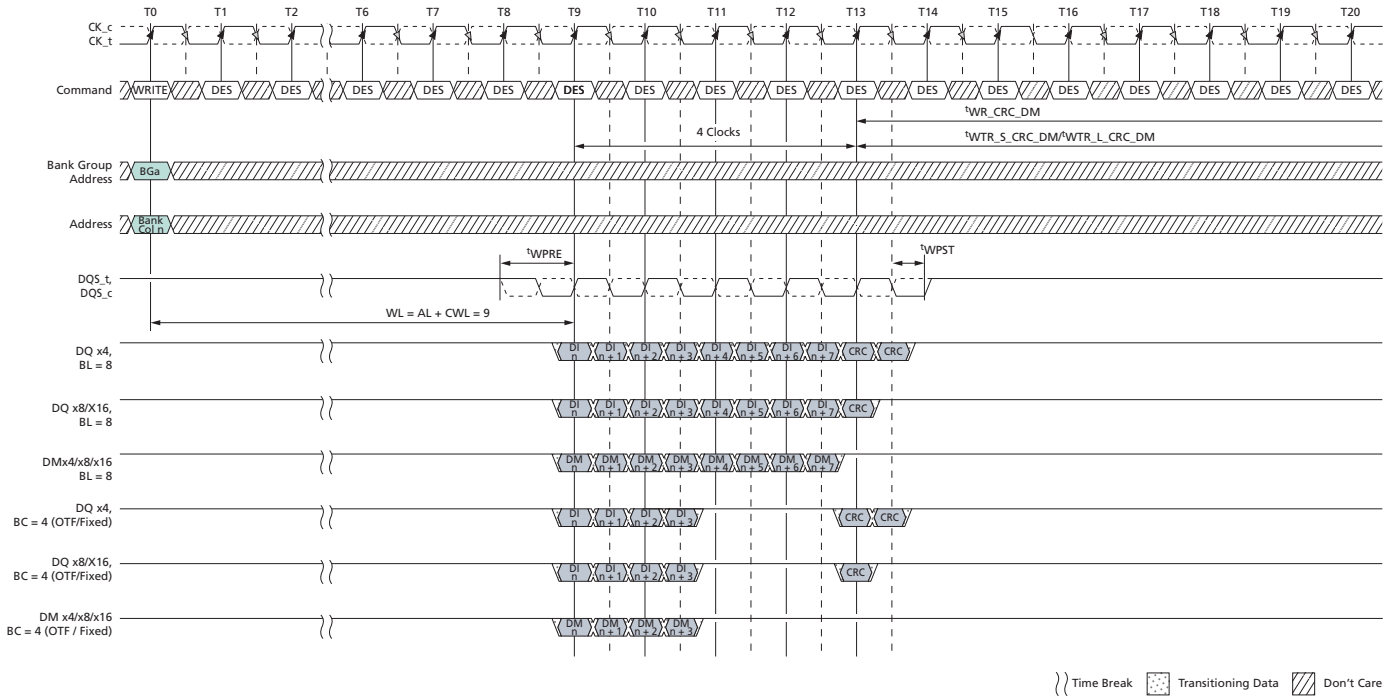 T0 T1 T2 T6 T7 T8 T9 T10 T11 T12 T13 T14 T15 T16 T17 T18 T19 T20
CK_c
CK_t
Command WRITE DES DES DES DES DES DES DES DES DES DES DES DES DES DES DES DES DES
tWR_CRC_DM
4 Clocks
tWTR_S_CRC_DM/tWTR_L_CRC_DM
Bank Group
Address
BGa
Address
Bank
Col n
tWPRE
tWPST
DQS_t,
DQS_c
WL = AL + CWL = 9
DQ x4,
BL = 8
DI n DI n + 1 DI n + 2 DI n + 3 DI n + 4 DI n + 5 DI n + 6 DI n + 7 CRC CRC
DQ x8/X16,
BL = 8
DI n DI n + 1 DI n + 2 DI n + 3 DI n + 4 DI n + 5 DI n + 6 DI n + 7 CRC
DMx4/x8/x16
BL = 8
DM n DM n + 1 DM n + 2 DM n + 3 DM n + 4 DM n + 5 DM n + 6 DM n + 7
DQ x4,
BC = 4 (OTF/Fixed)
DI n DI n + 1 DI n + 2 DI n + 3 CRC CRC
DQ x8/X16,
BC = 4 (OTF/Fixed)
DI n DI n + 1 DI n + 2 DI n + 3 CRC
DM x4/x8/x16
BC = 4 (OTF / Fixed)
DM n DM n + 1 DM n + 2 DM n + 3
Time Break Transitioning Data Don't Care